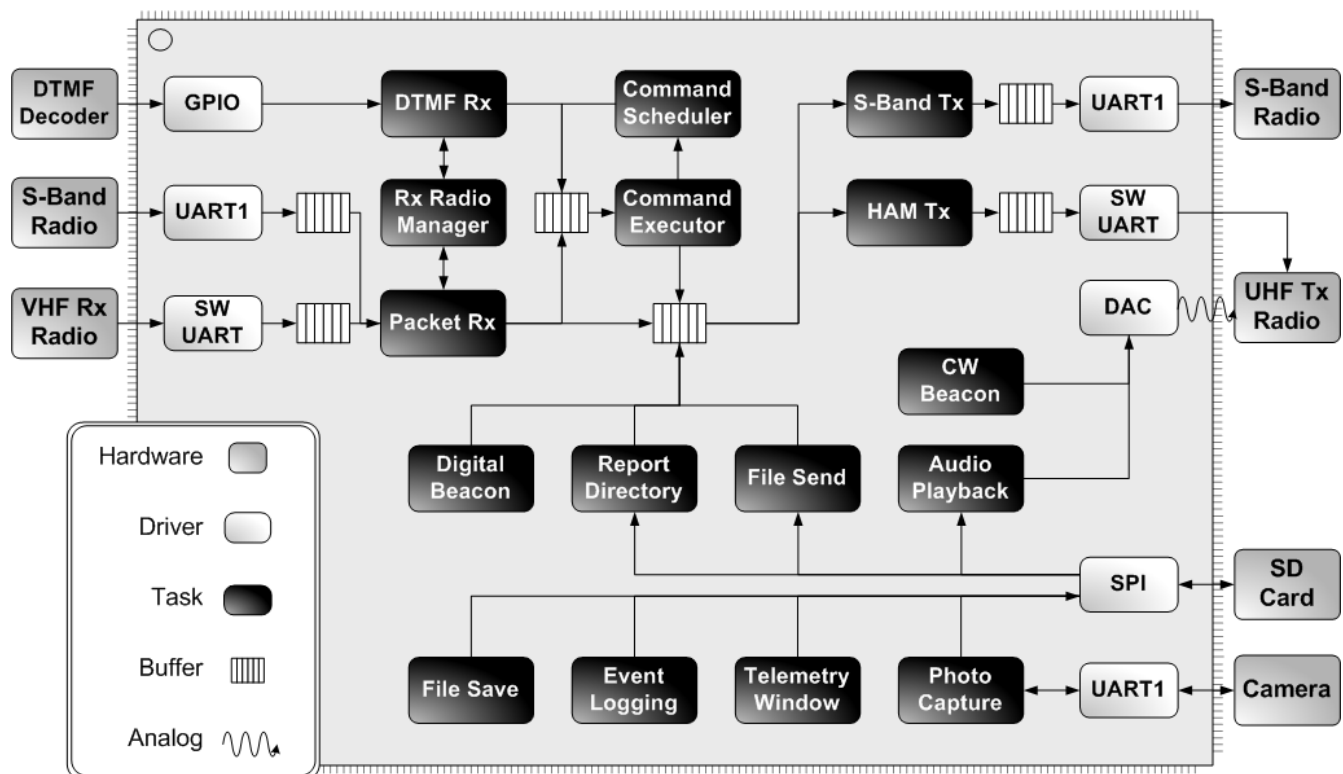 DTMF
Decoder
GPIO
DTMF Rx
Command
Scheduler
S-Band Tx
UART1
S-Band
Radio
S-Band
Radio
UART1
Rx Radio
Manager
Command
Executor
HAM Tx
SW
UART
VHF Rx
Radio
SW
UART
Packet Rx
DAC
UHF Tx
Radio
CW
Beacon
Digital
Beacon
Report
Directory
File Send
Audio
Playback
SPI
SD
Card
File Save
Event
Logging
Telemetry
Window
Photo
Capture
UART1
Camera
Hardware
Driver
Task
Buffer
Analog